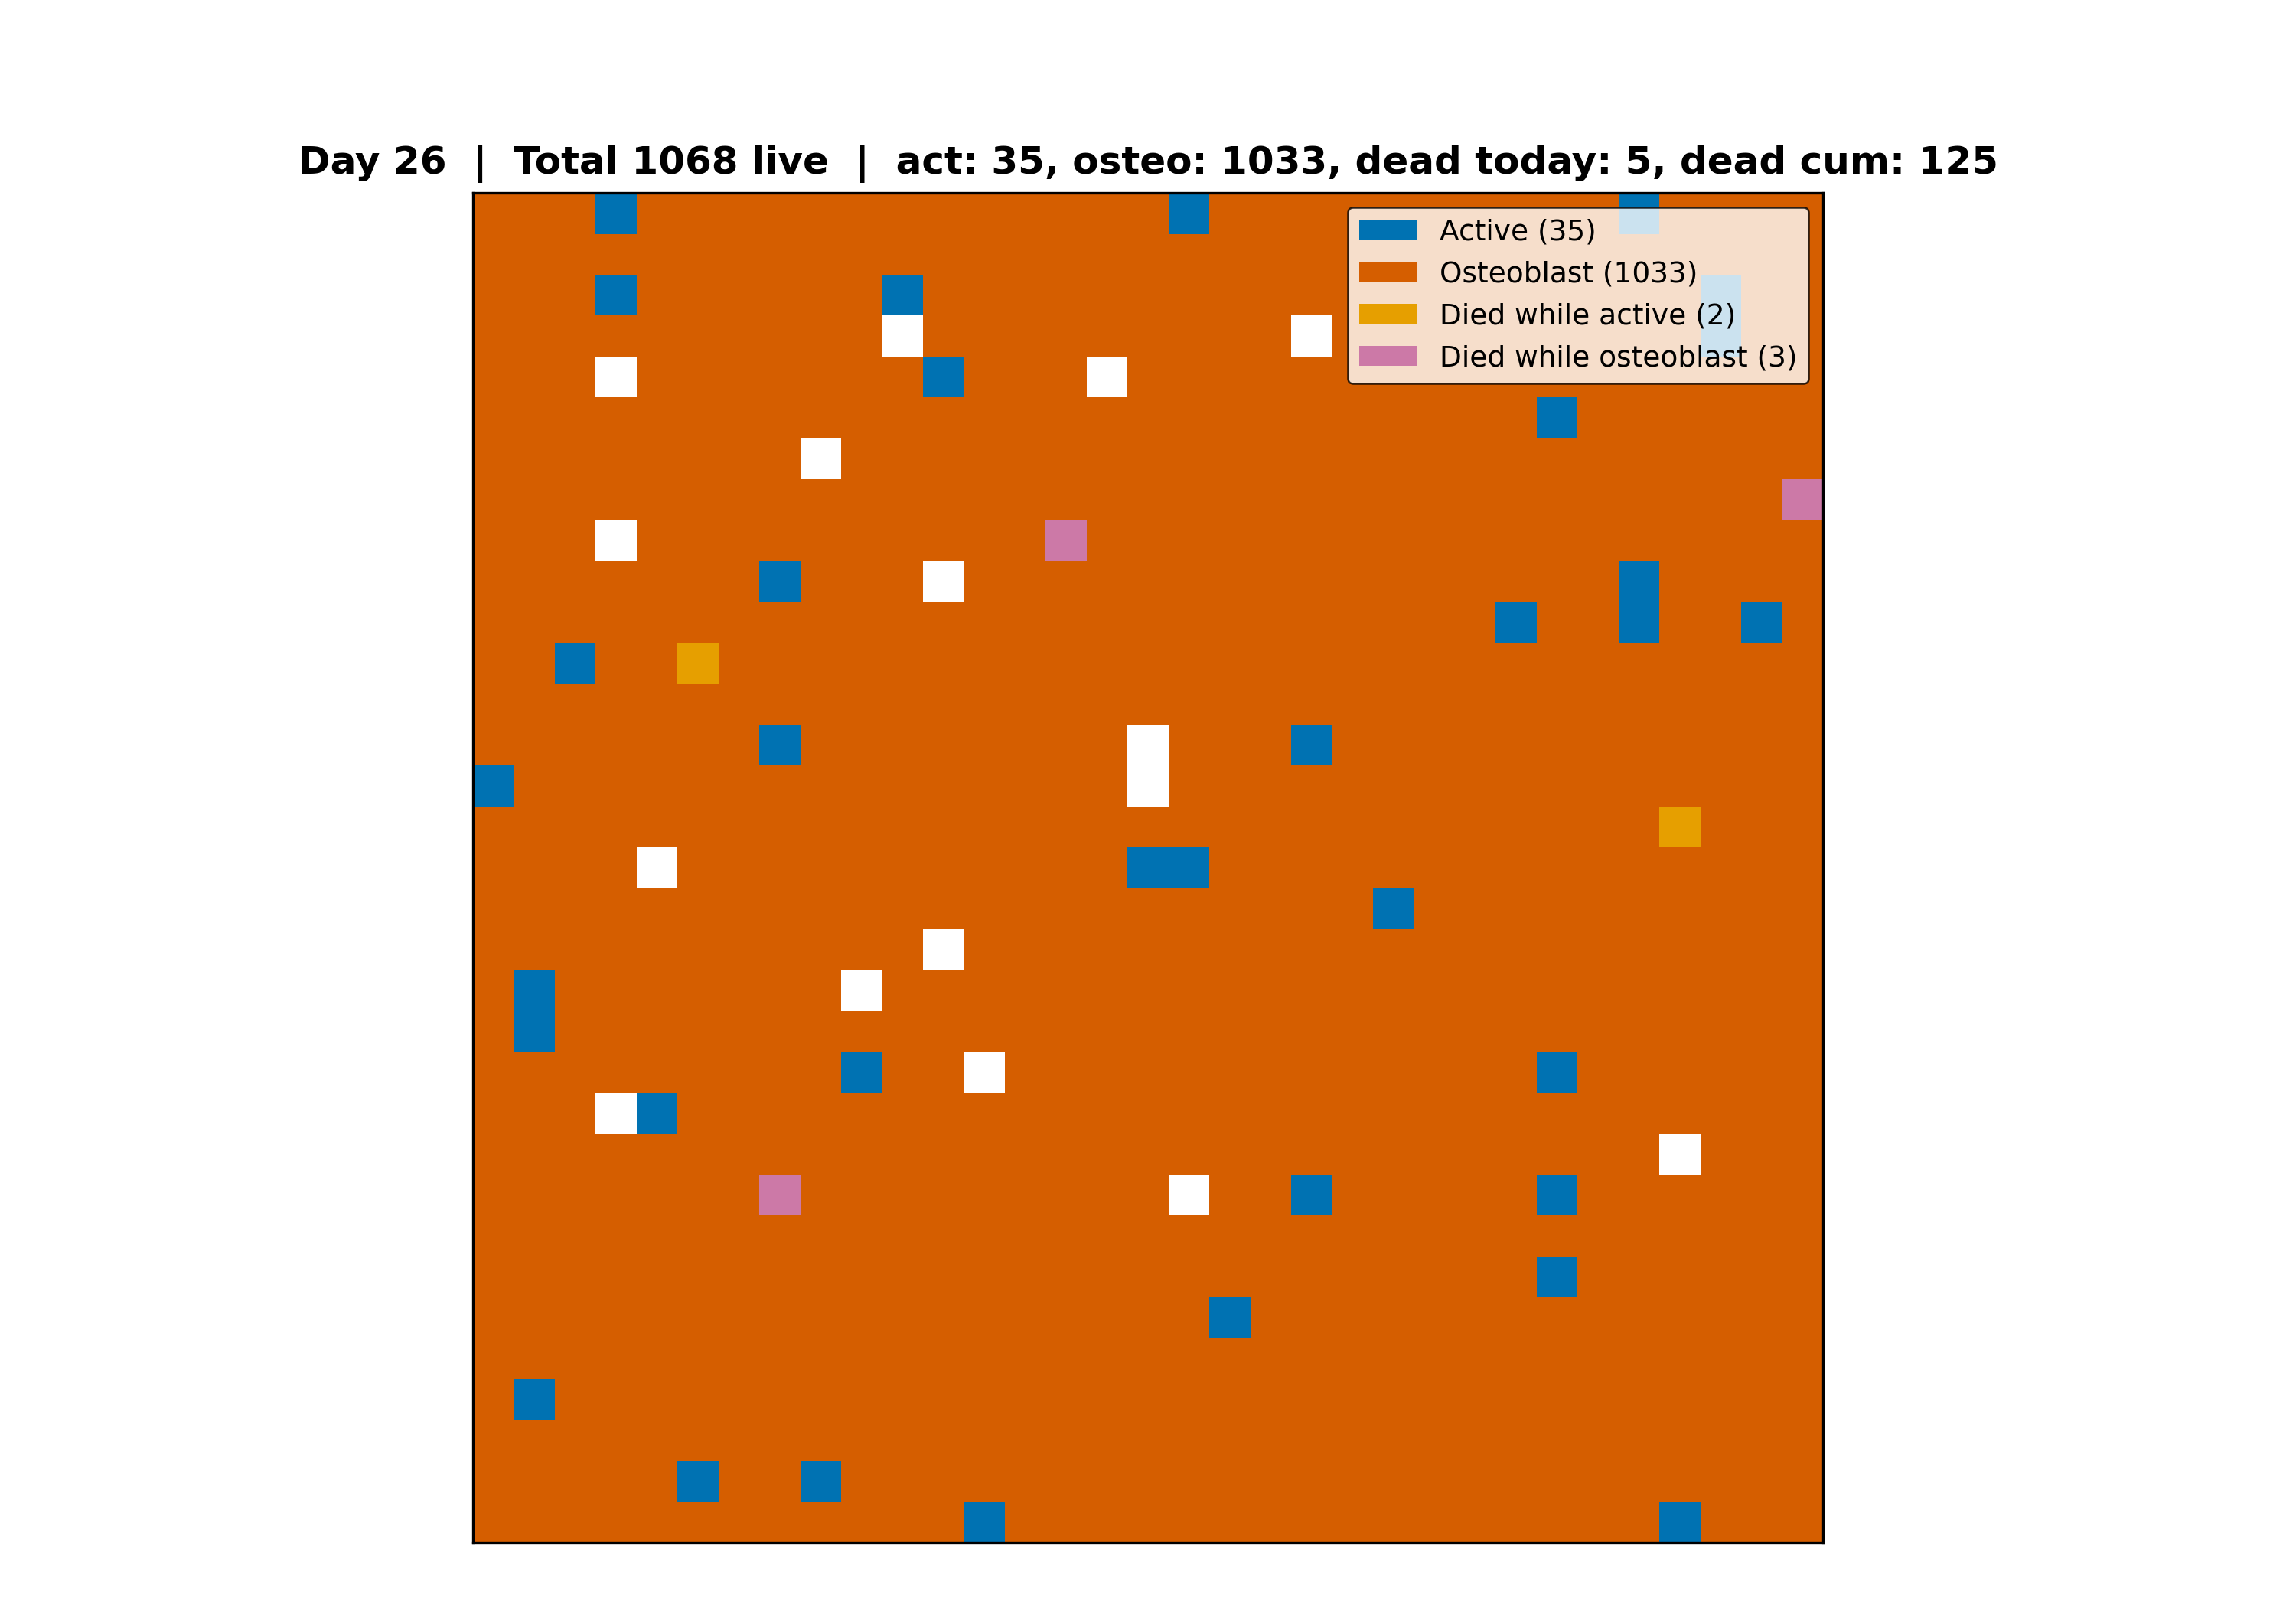 Day 26 | Total 1068 live | act: 35, osteo: 1033, dead today: 5, dead cum: 125
Active (35)
Osteoblast (1033)
Died while active (2)
Died while osteoblast (3)